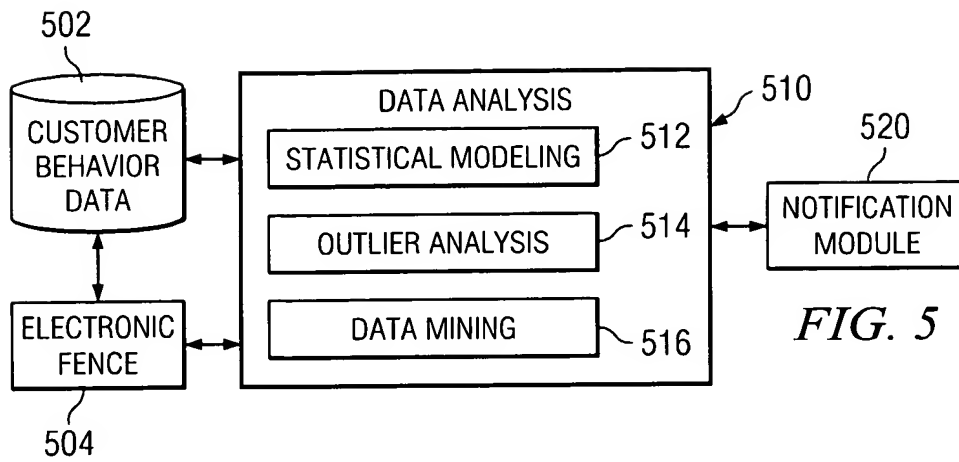 502
CUSTOMER
BEHAVIOR
DATA
ELECTRONIC
FENCE
504
DATA ANALYSIS
510
STATISTICAL MODELING
512
OUTLIER ANALYSIS
514
DATA MINING
516
520
NOTIFICATION
MODULE
FIG. 5